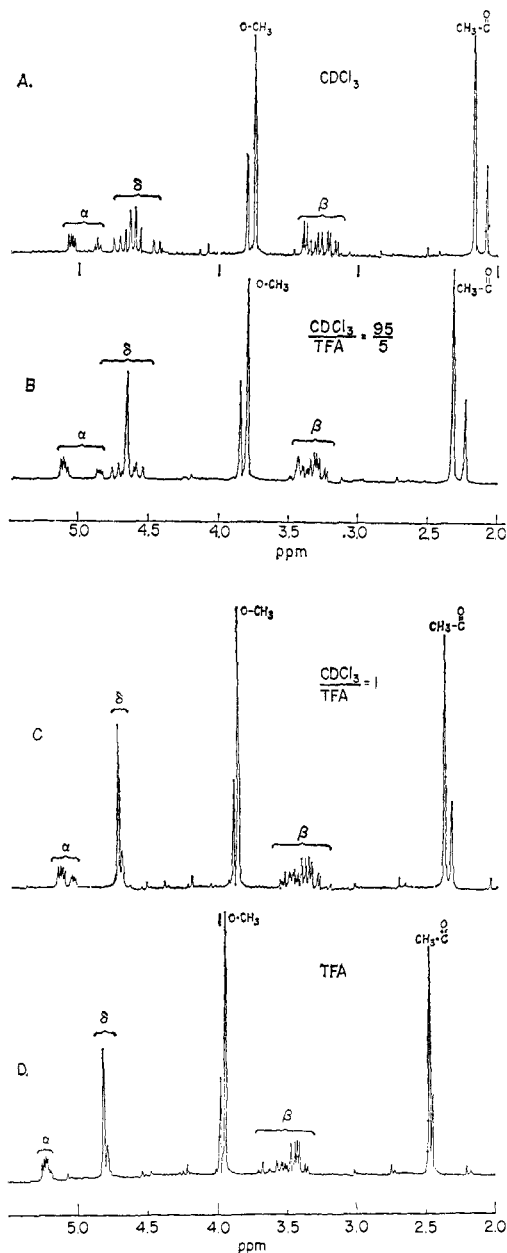 A.
O-CH3
CDCl3
O
CH3-C
α
δ
β
B
O-CH3
CDCl3 / TFA = 95 / 5
O
CH3-C
α
δ
β
5.0 4.5 4.0 3.5 3.0 2.5 2.0
ppm
C
O-CH3
CDCl3 / TFA = 1
O
CH3-C
α
δ
β
D.
O-CH3
TFA
O
CH3-C
α
δ
β
5.0 4.5 4.0 3.5 3.0 2.5 2.0
ppm